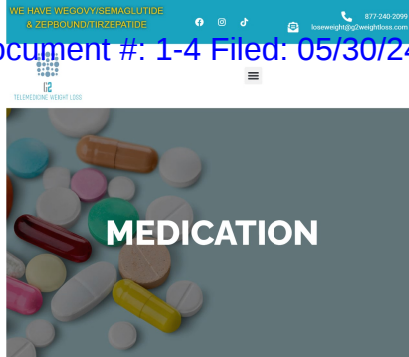 WE HAVE WEGOVY/SEMAGLUTIDE
& ZEPBOUND/TIRZEPATIDE
877-240-2099
loseweight@g2weightloss.com
ocument #: 1-4 Filed: 05/30/24
TELEMEDICINE WEIGHT LOSS
MEDICATION